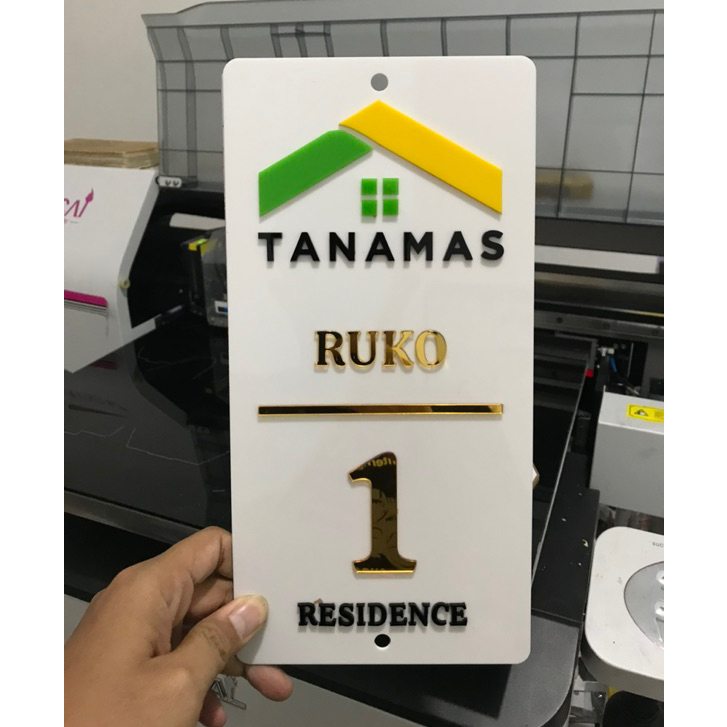 TANAMAS
RUKO
1
RESIDENCE